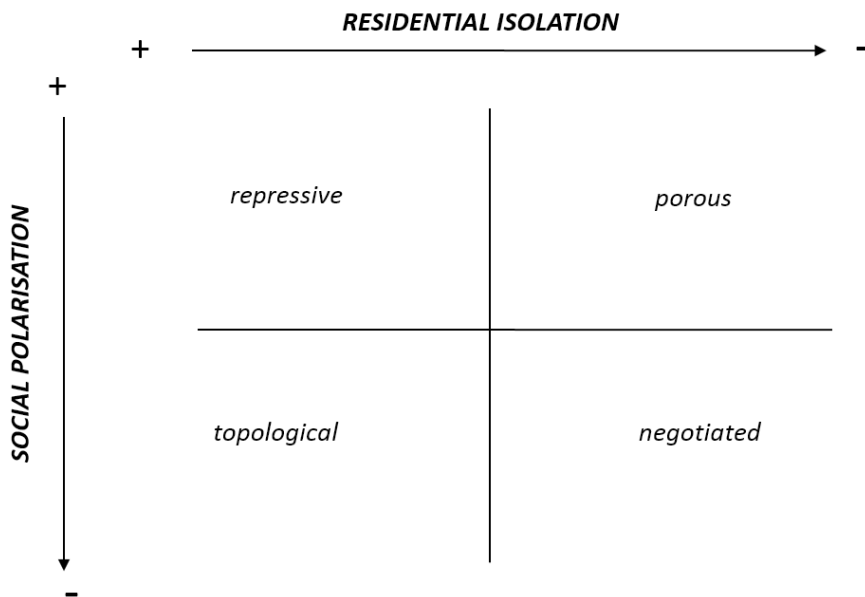 RESIDENTIAL ISOLATION
+
-
+
SOCIAL POLARISATION
repressive
porous
topological
negotiated
-